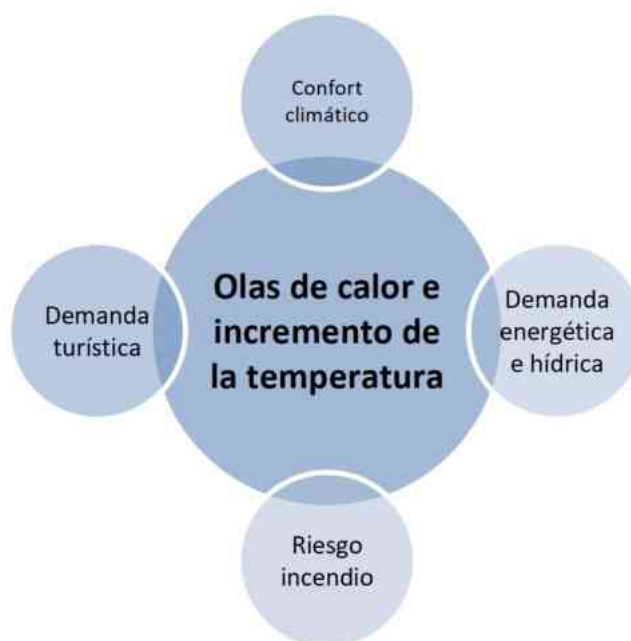 Confort
climático
Olas de calor e
incremento de
la temperatura
Demanda
turística
Demanda
energética
e hídrica
Riesgo
incendio